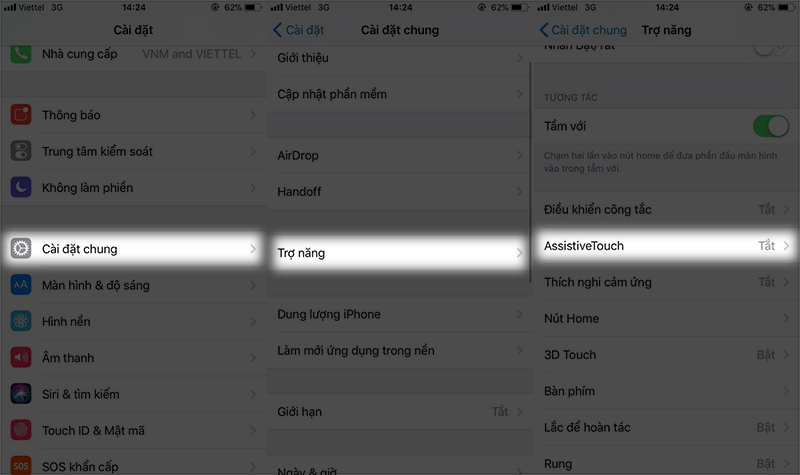 Viettel 3G 14:24 62%
Cài đặt
Nhà cung cấp VNM and VIETTEL
Thông báo
Trung tâm kiểm soát
Không làm phiền
Cài đặt chung
Màn hình & độ sáng
Hình nền
Âm thanh
Siri & tìm kiếm
Touch ID & Mật mã
SOS SOS khẩn cấp
Viettel 3G 14:24 62%
Cài đặt Cài đặt chung
Giới thiệu
Cập nhật phần mềm
AirDrop
Handoff
Trợ năng
Dung lượng iPhone
Làm mới ứng dụng trong nền
Giới hạn Tắt
Ngày & giờ
Viettel 3G 14:24 62%
Cài đặt chung Trợ năng
Nhấn Bật/Tắt
TƯƠNG TÁC
Tầm với
Chạm hai lần vào nút home để đưa phần đầu màn hình
vào trong tầm với.
Điều khiển công tắc Tắt
AssistiveTouch Tắt
Thích nghi cảm ứng Tắt
Nút Home
3D Touch Bật
Bàn phím
Lắc để hoàn tác Bật
Rung Bật